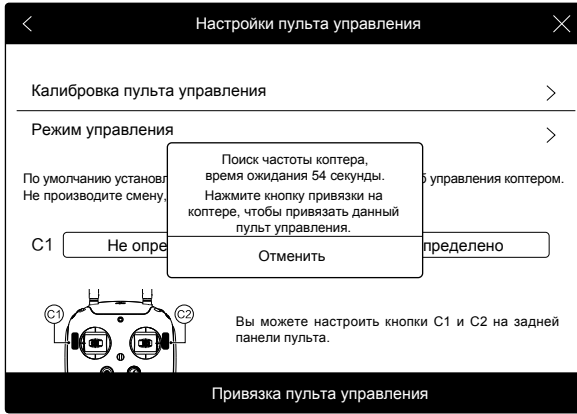 Настройки пульта управления
Калибровка пульта управления
Режим управления
По умолчанию установл
б управления коптером.
Не производите смену,
Поиск частоты коптера,
время ожидания 54 секунды.
Нажмите кнопку привязки на
коптере, чтобы привязать данный
пульт управления.
Отменить
C1
Не опре
пределено
C1
C2
Вы можете настроить кнопки C1 и C2 на задней
панели пульта.
Привязка пульта управления